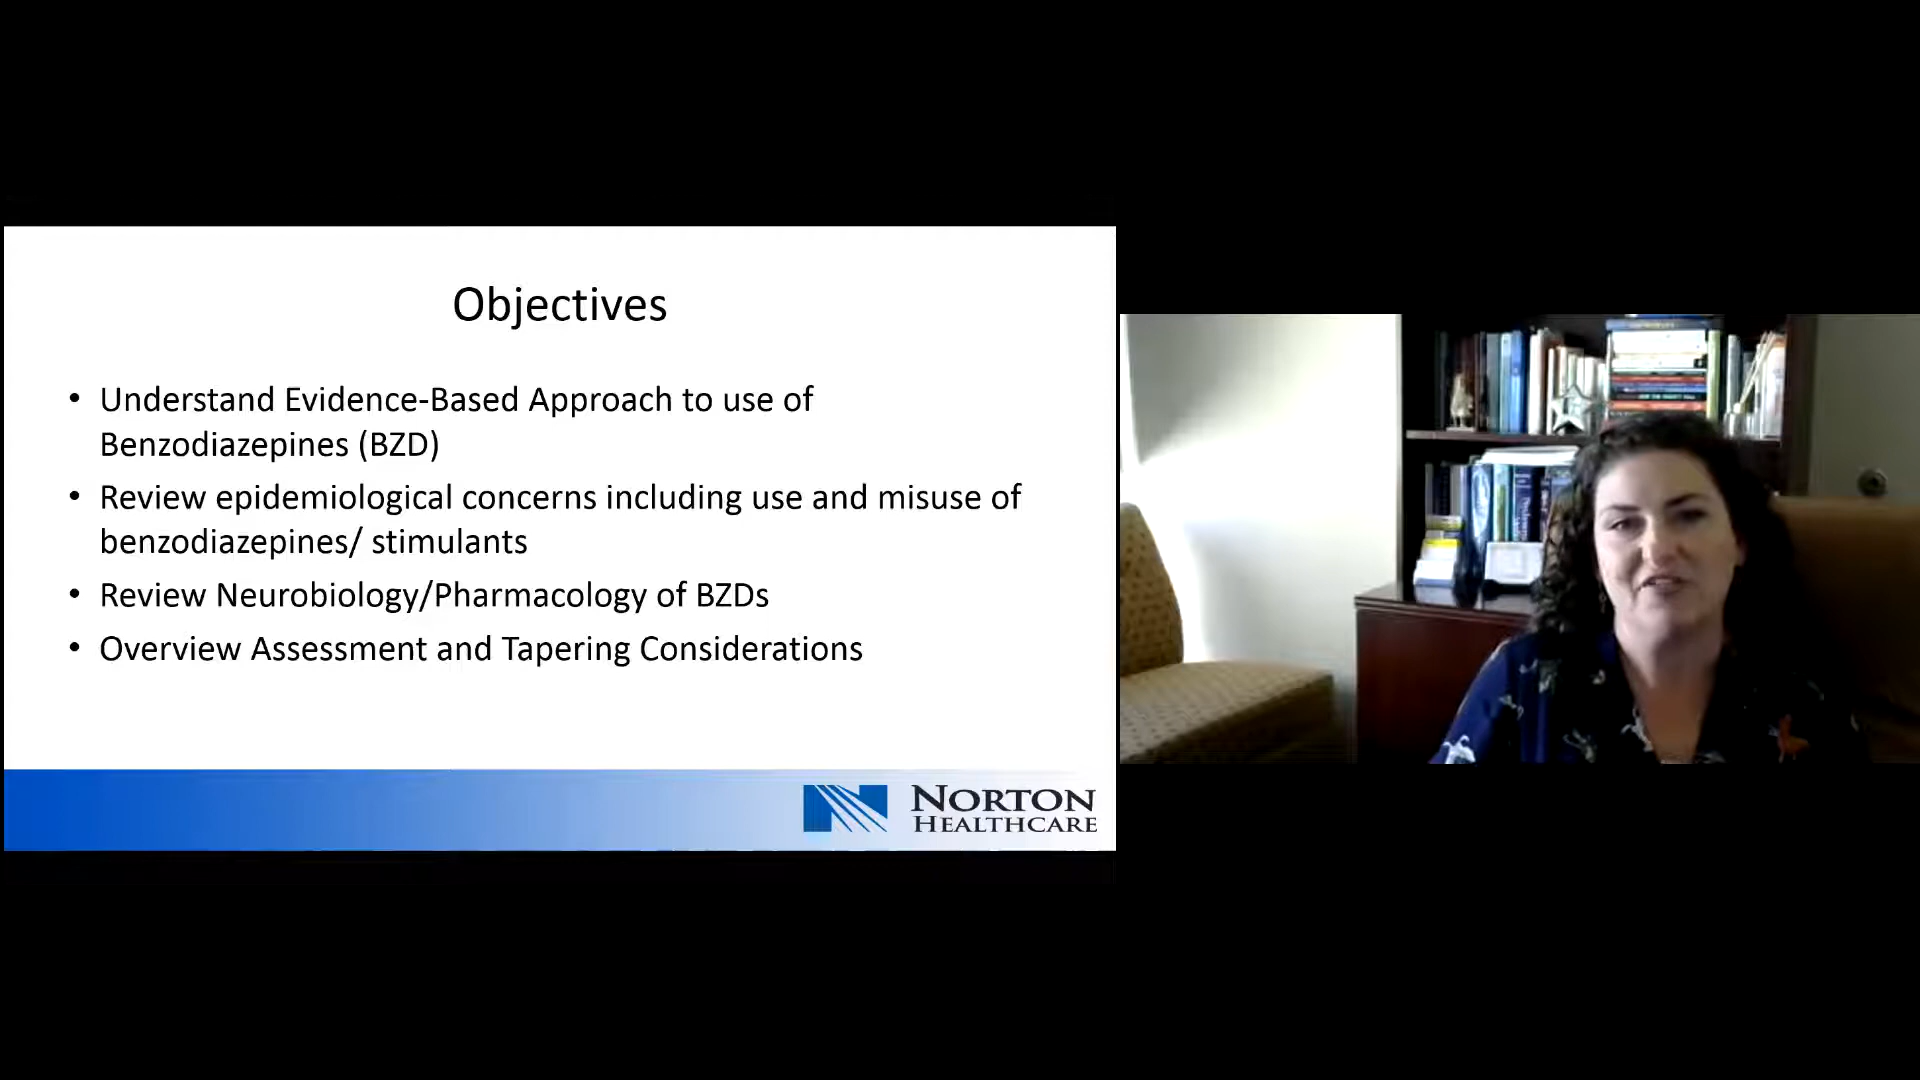 Objectives
• Understand Evidence-Based Approach to use of
Benzodiazepines (BZD)
• Review epidemiological concerns including use and misuse of
benzodiazepines/ stimulants
• Review Neurobiology/Pharmacology of BZDs
• Overview Assessment and Tapering Considerations
NORTON
HEALTHCARE